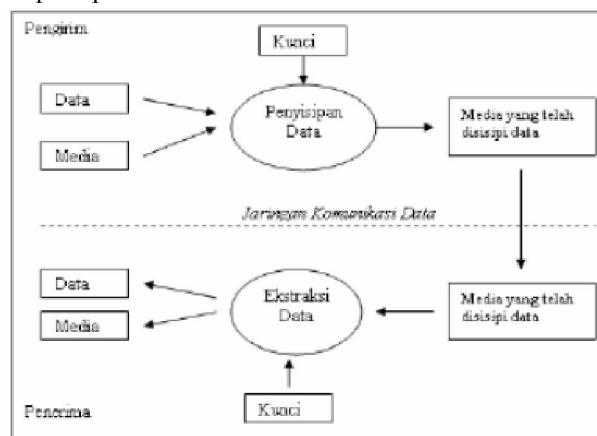 Pengirim
Kunci
Data
Media
Penyisipan
Data
Media yang telah
disisipi data
Jaringan Komunikasi Data
Data
Media
Ekstraksi
Data
Media yang telah
disisipi data
Kunci
Penerima